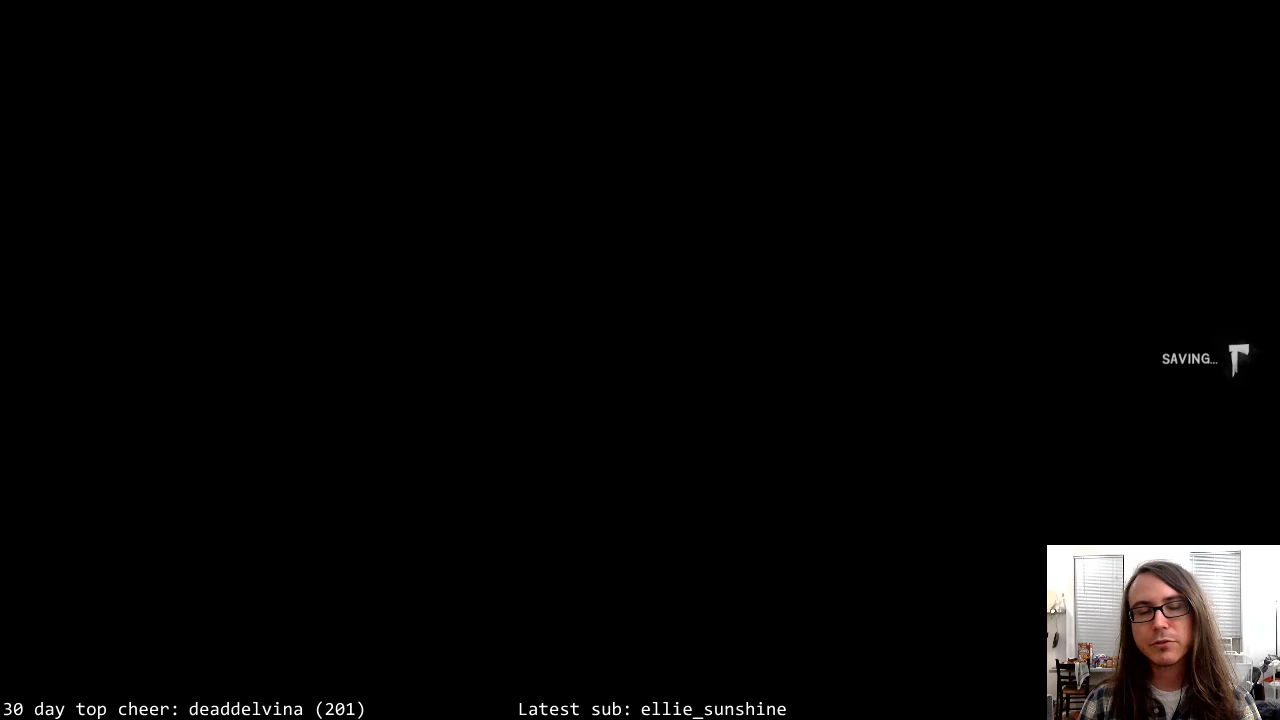 SAVING...
30 day top cheer: deaddelvina (201)
Latest sub: ellie_sunshine